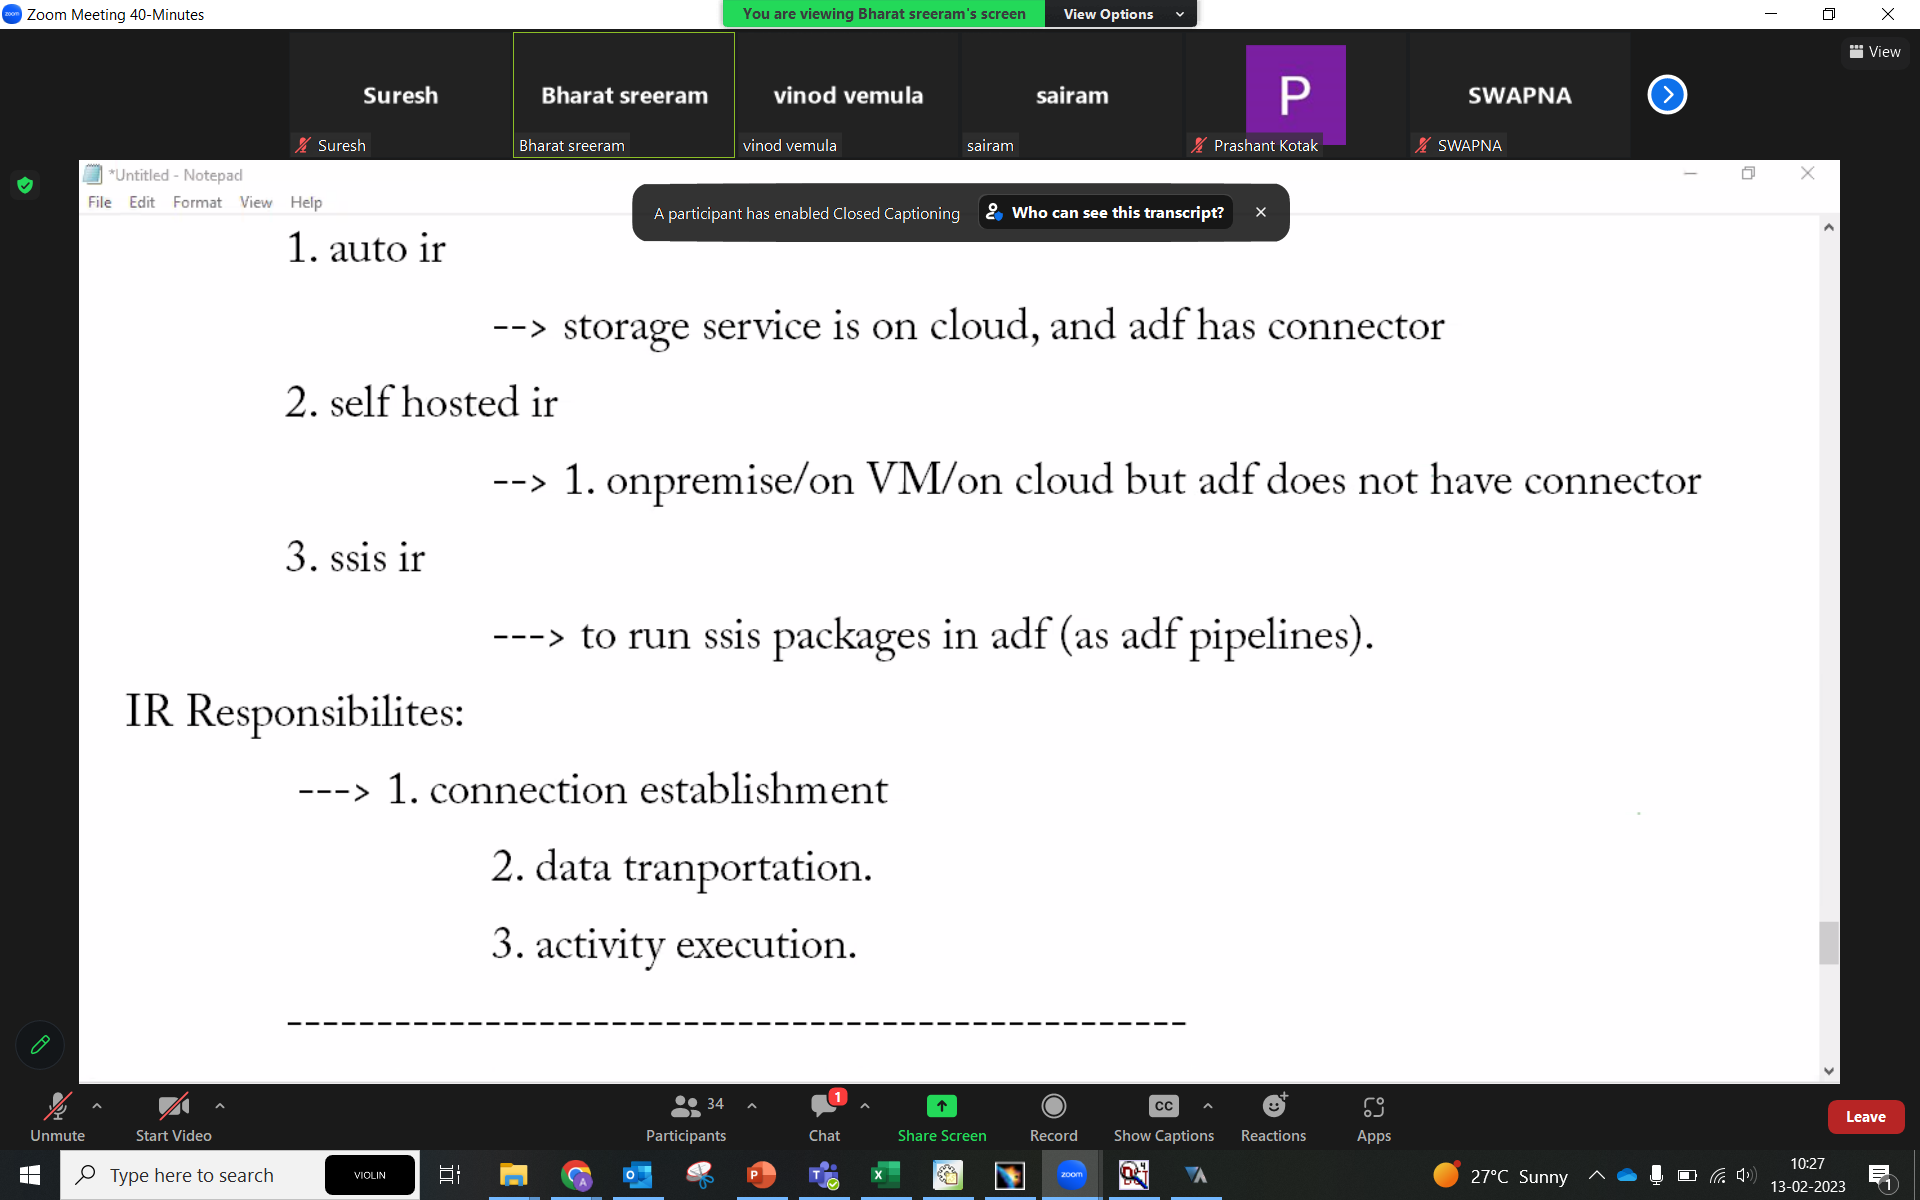 Zoom Meeting 40-Minutes
You are viewing Bharat sreeram's screen
View Options
View
Suresh
Bharat sreeram
vinod vemula
sairam
P
SWAPNA
Suresh
Bharat sreeram
vinod vemula
sairam
Prashant Kotak
SWAPNA
*Untitled - Notepad
File Edit Format View Help
A participant has enabled Closed Captioning
Who can see this transcript?
1. auto ir
--> storage service is on cloud, and adf has connector
2. self hosted ir
--> 1. onpremise/on VM/on cloud but adf does not have connector
3. ssis ir
---> to run ssis packages in adf (as adf pipelines).
IR Responsibilites:
---> 1. connection establishment
2. data tranportation.
3. activity execution.
--------------------------------------------------
Unmute
Start Video
34
Participants
1
Chat
Share Screen
Record
CC
Show Captions
Reactions
Apps
Leave
Type here to search
VIOLIN
zoom
27°C Sunny
10:27
13-02-2023
1